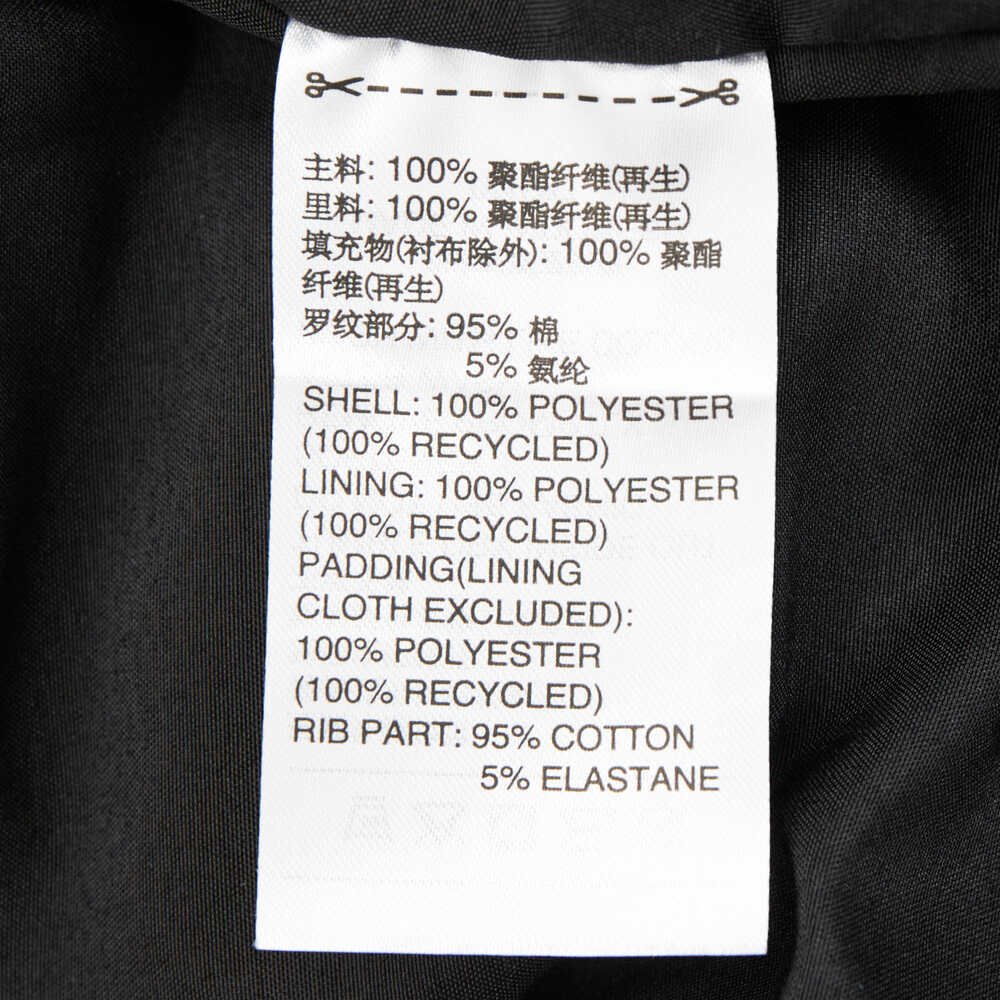 主料: 100% 聚酯纤维(再生)
里料: 100% 聚酯纤维(再生)
填充物(衬布除外): 100% 聚酯
纤维(再生)
罗纹部分: 95% 棉
5% 氨纶
SHELL: 100% POLYESTER
(100% RECYCLED)
LINING: 100% POLYESTER
(100% RECYCLED)
PADDING(LINING
CLOTH EXCLUDED):
100% POLYESTER
(100% RECYCLED)
RIB PART: 95% COTTON
5% ELASTANE